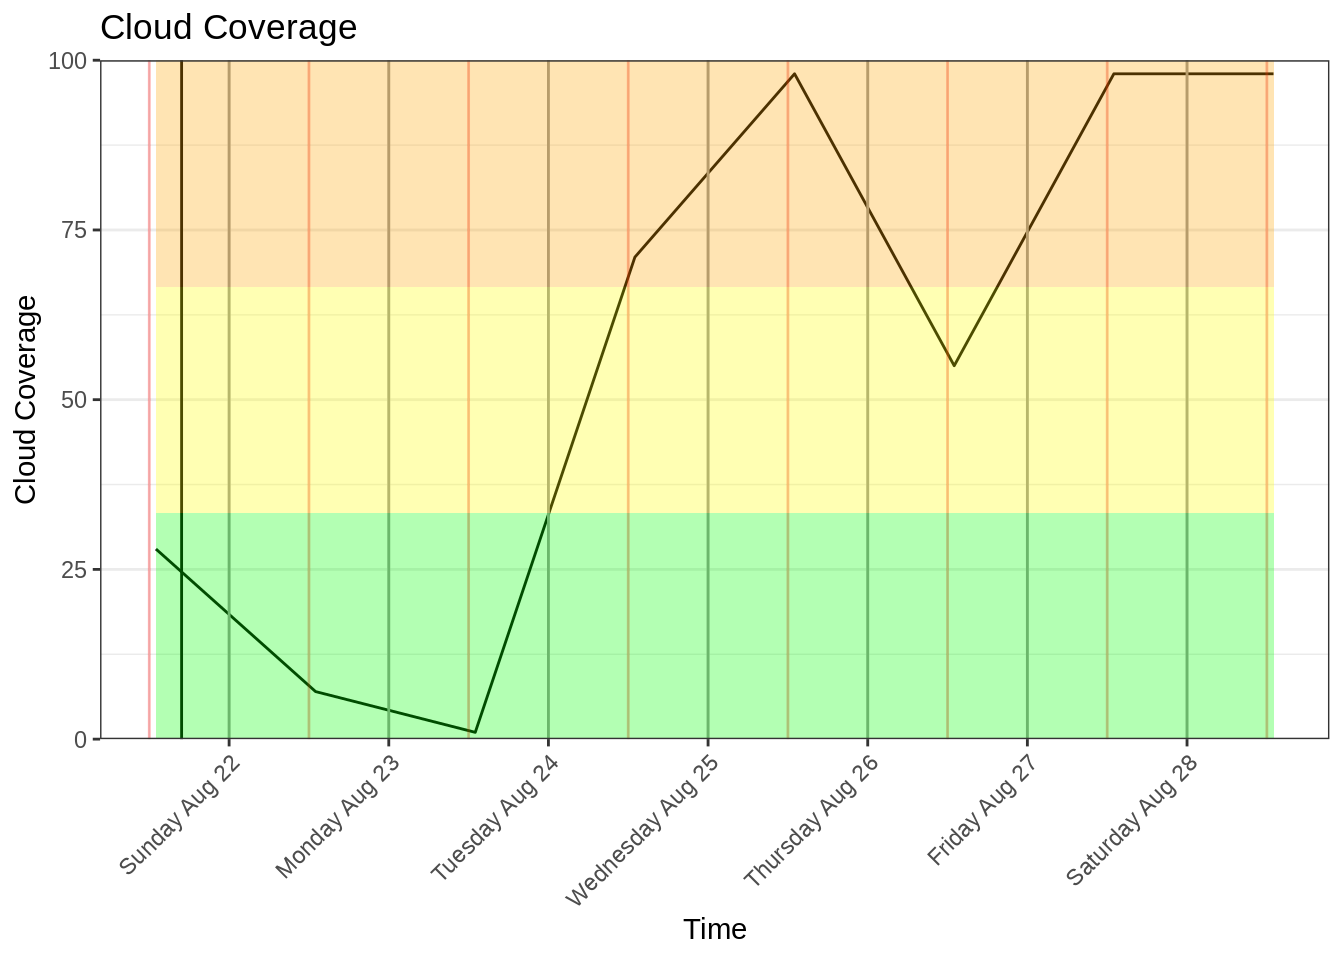 Cloud Coverage
100
75
50
25
0
Cloud Coverage
Sunday Aug 22
Monday Aug 23
Tuesday Aug 24
Wednesday Aug 25
Thursday Aug 26
Friday Aug 27
Saturday Aug 28
Time